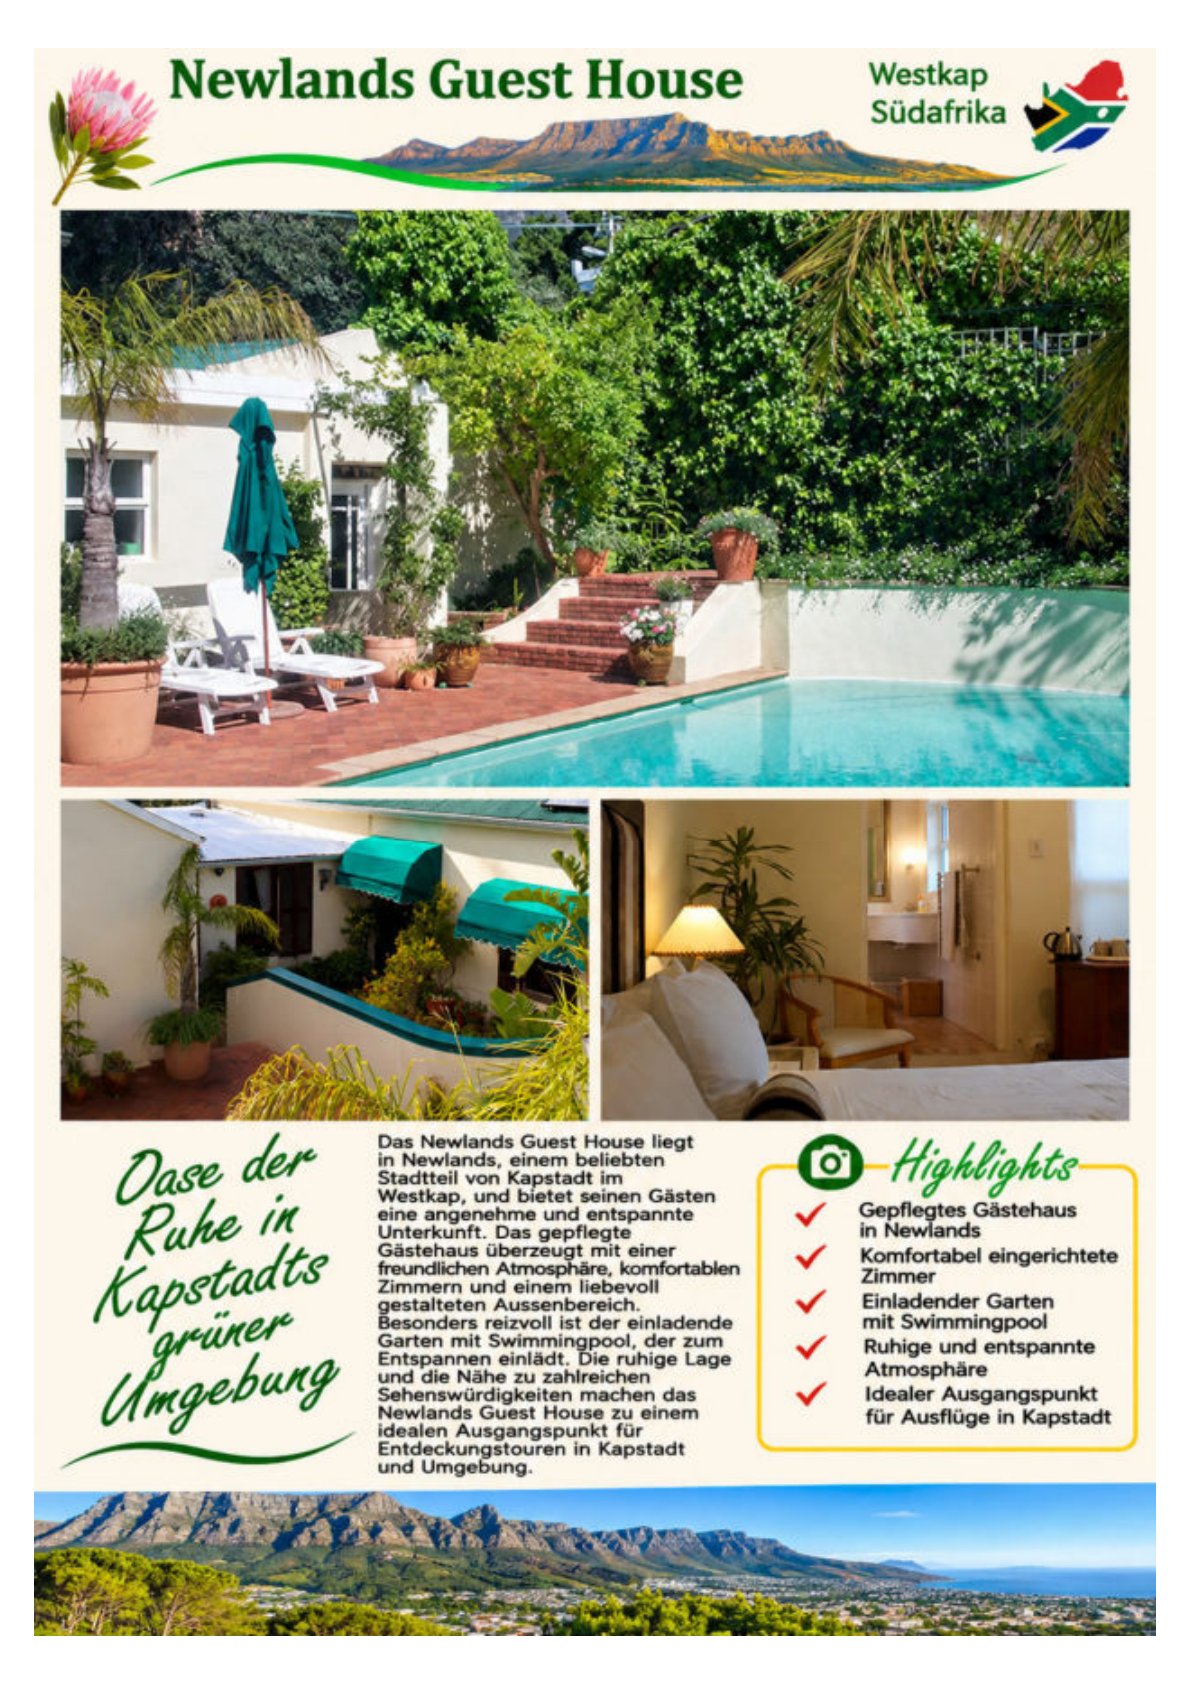 Newlands Guest House
Westkap
Südafrika
Oase der
Ruhe in
Kapstadts
grüner
Umgebung
Das Newlands Guest House liegt
in Newlands, einem beliebten
Stadtteil von Kapstadt im
Westkap, und bietet seinen Gästen
eine angenehme und entspannte
Unterkunft. Das gepflegte
Gästehaus überzeugt mit einer
freundlichen Atmosphäre, komfortablen
Zimmern und einem liebevoll
gestalteten Aussenbereich.
Besonders reizvoll ist der einladende
Garten mit Swimmingpool, der zum
Entspannen einlädt. Die ruhige Lage
und die Nähe zu zahlreichen
Sehenswürdigkeiten machen das
Newlands Guest House zu einem
idealen Ausgangspunkt für
Entdeckungstouren in Kapstadt
und Umgebung.
Highlights
Gepflegtes Gästehaus
in Newlands
Komfortabel eingerichtete
Zimmer
Einladender Garten
mit Swimmingpool
Ruhige und entspannte
Atmosphäre
Idealer Ausgangspunkt
für Ausflüge in Kapstadt